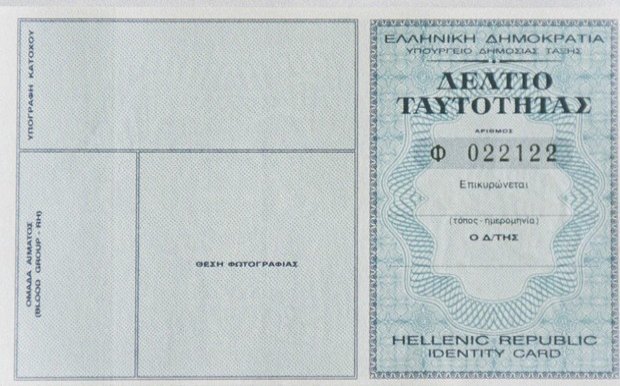 ΥΠΟΓΡΑΦΗ ΚΑΤΟΧΟΥ
ΟΜΑΔΑ ΑΙΜΑΤΟΣ
(BLOOD GROUP - RH)
ΘΕΣΗ ΦΩΤΟΓΡΑΦΙΑΣ
ΕΛΛΗΝΙΚΗ ΔΗΜΟΚΡΑΤΙΑ
ΥΠΟΥΡΓΕΙΟ ΔΗΜΟΣΙΑΣ ΤΑΞΗΣ
ΔΕΛΤΙΟ
ΤΑΥΤΟΤΗΤΑΣ
ΑΡΙΘΜΟΣ
Φ 022122
Επικυρώνεται
(τόπος - ημερομηνία)
Ο Δ/ΤΗΣ
HELLENIC REPUBLIC
IDENTITY CARD